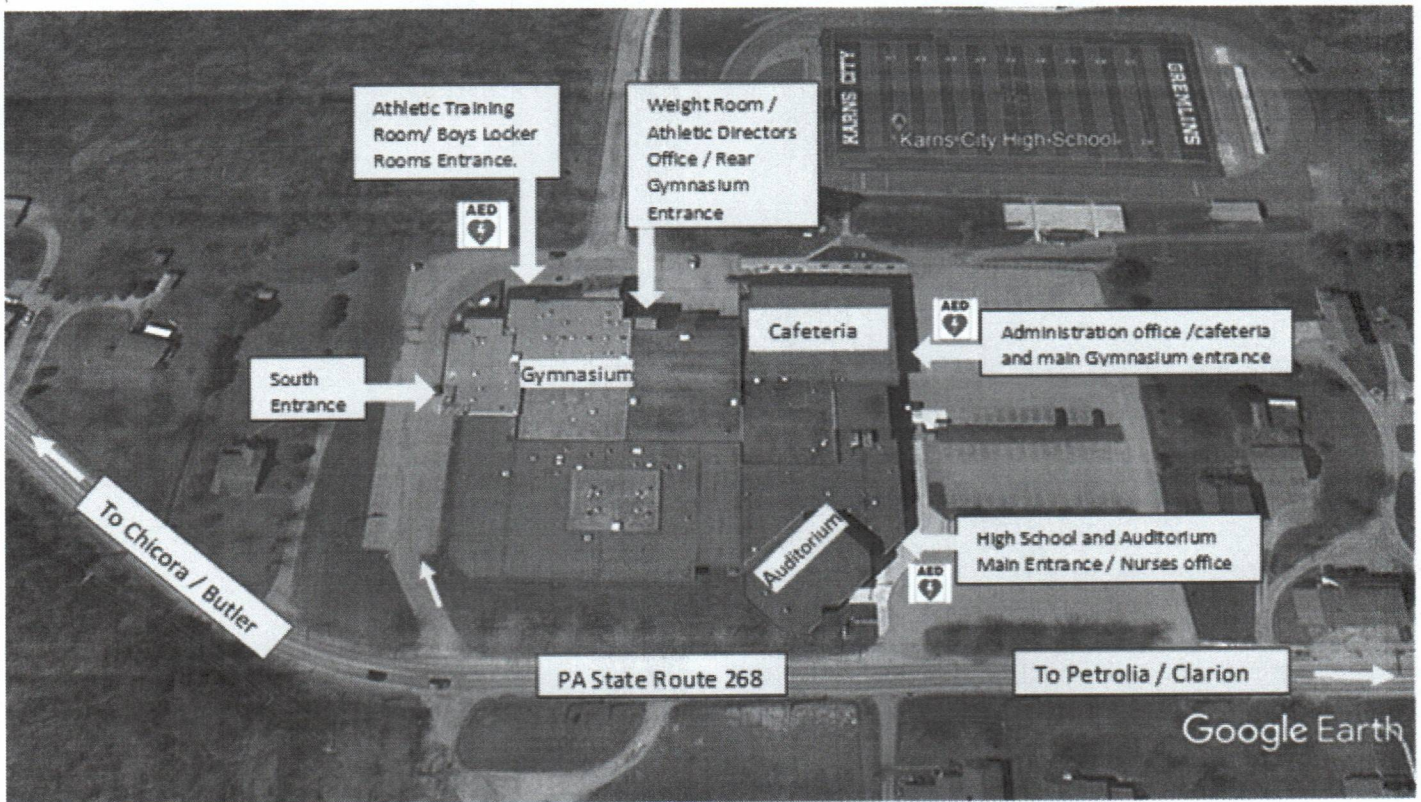 KARNS CITY
GREMLINS
Karns City High School
Athletic Training
Room/ Boys Locker
Rooms Entrance.
Weight Room /
Athletic Directors
Office / Rear
Gymnasium
Entrance
AED
Cafeteria
AED
Administration office /cafeteria
and main Gymnasium entrance
South
Entrance
Gymnasium
To Chicora / Butler
Auditorium
High School and Auditorium
Main Entrance / Nurses office
AED
PA State Route 268
To Petrolia / Clarion
Google Earth